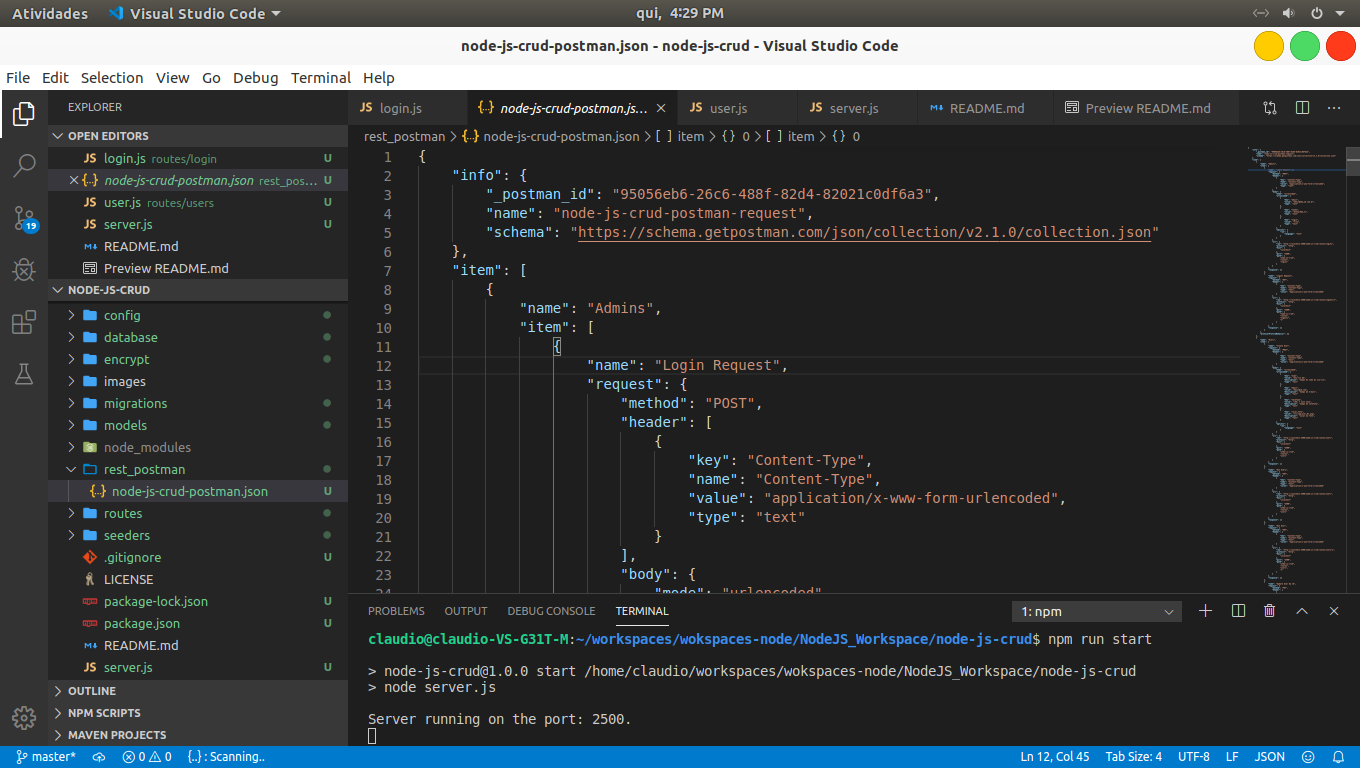 Atividades Visual Studio Code qui, 4:29 PM
node-js-crud-postman.json - node-js-crud - Visual Studio Code
File Edit Selection View Go Debug Terminal Help
EXPLORER
OPEN EDITORS
JS login.js routes/login U
{..} node-js-crud-postman.json rest_pos... U
JS user.js routes/users U
JS server.js U
README.md
Preview README.md
19
NODE-JS-CRUD
config
database
encrypt
images
migrations
models
node_modules
rest_postman
{..} node-js-crud-postman.json U
routes
seeders
.gitignore U
LICENSE
package-lock.json U
package.json U
README.md
JS server.js U
OUTLINE
NPM SCRIPTS
MAVEN PROJECTS
JS login.js {..} node-js-crud-postman.js... JS user.js JS server.js README.md Preview README.md
rest_postman > {..} node-js-crud-postman.json > [ ] item > {} 0 > [ ] item > {} 0
1 {
2 "info": {
3 "_postman_id": "95056eb6-26c6-488f-82d4-82021c0df6a3",
4 "name": "node-js-crud-postman-request",
5 "schema": "https://schema.getpostman.com/json/collection/v2.1.0/collection.json"
6 },
7 "item": [
8 {
9 "name": "Admins",
10 "item": [
11 {
12 "name": "Login Request",
13 "request": {
14 "method": "POST",
15 "header": [
16 {
17 "key": "Content-Type",
18 "name": "Content-Type",
19 "value": "application/x-www-form-urlencoded",
20 "type": "text"
21 }
22 ],
23 "body": {
24 "mode": "urlencoded"
PROBLEMS OUTPUT DEBUG CONSOLE TERMINAL 1: npm
claudio@claudio-VS-G31T-M:~/workspaces/wokspaces-node/NodeJS_Workspace/node-js-crud$ npm run start
> node-js-crud@1.0.0 start /home/claudio/workspaces/wokspaces-node/NodeJS_Workspace/node-js-crud
> node server.js
Server running on the port: 2500.
master* 0 0 {..} : Scanning.. Ln 12, Col 45 Tab Size: 4 UTF-8 LF JSON